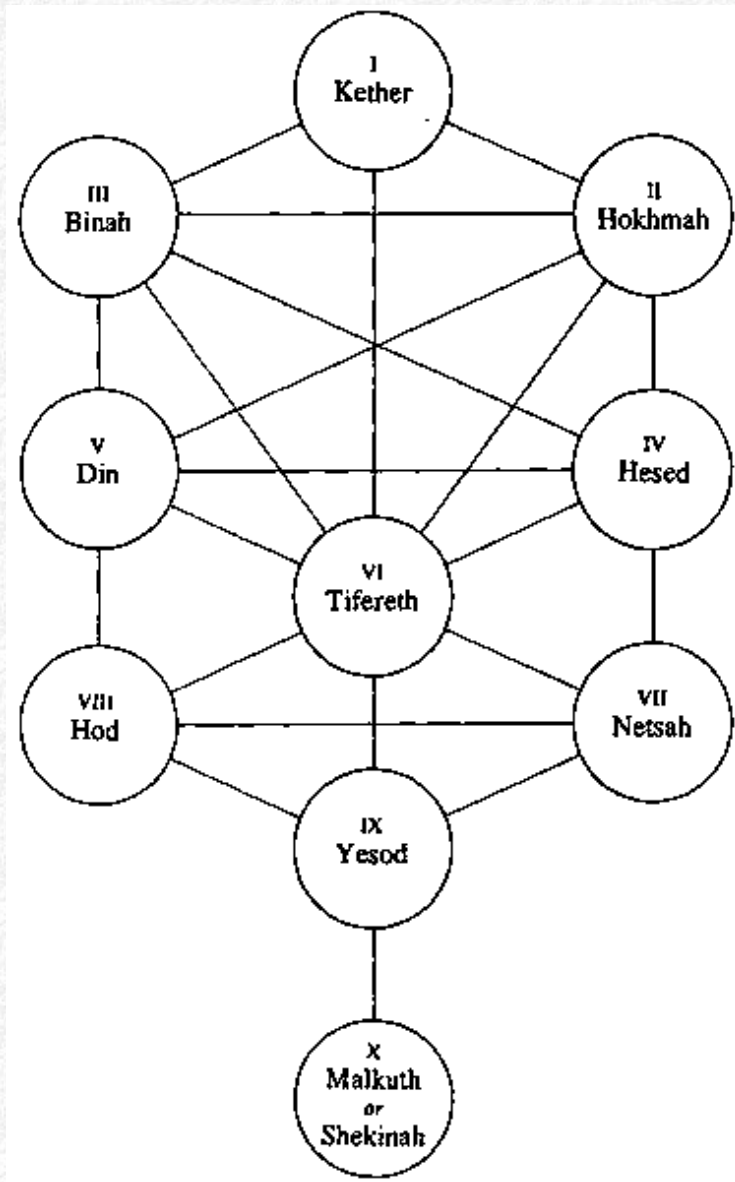 I
Kether
III
Binah
II
Hokhmah
V
Din
IV
Hesed
VI
Tifereth
VIII
Hod
VII
Netsah
IX
Yesod
X
Malkuth
or
Shekinah